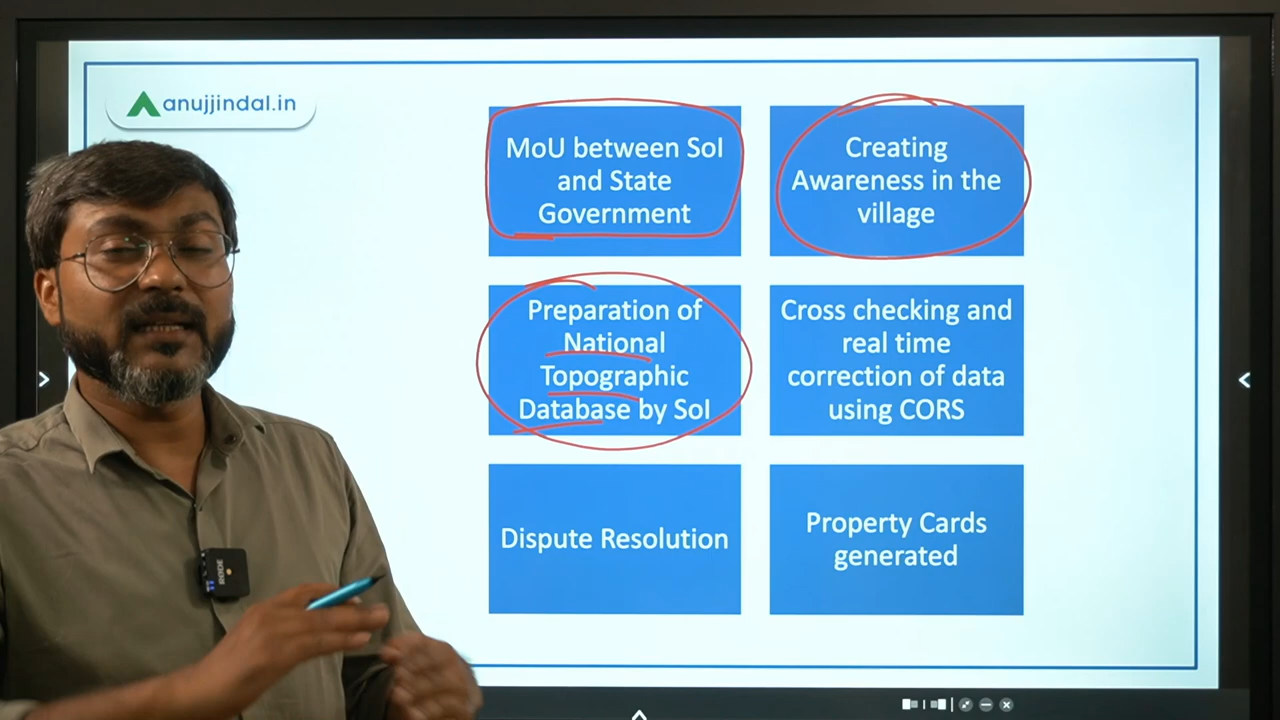 anujjindal.in
MoU between SoI
and State
Government
Creating
Awareness in the
village
Preparation of
National
Topographic
Database by SoI
Cross checking and
real time
correction of data
using CORS
Dispute Resolution
Property Cards
generated
RODE